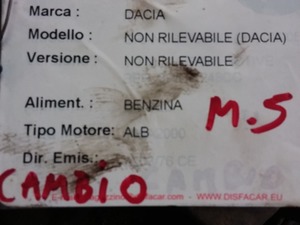 Marca : DACIA
Modello : NON RILEVABILE (DACIA)
Versione : NON RILEVABILE
Aliment. : BENZINA
M.S
Tipo Motore: ALB
Dir. Emis.: CE
CAMBIO
WWW.DISFACAR.EU